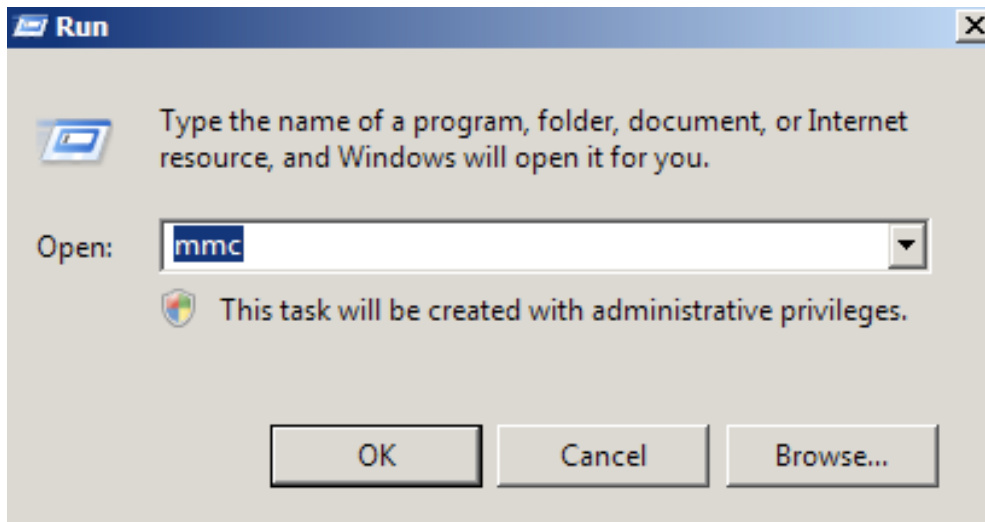 Run
Type the name of a program, folder, document, or Internet
resource, and Windows will open it for you.
Open:
mmc
This task will be created with administrative privileges.
OK
Cancel
Browse...